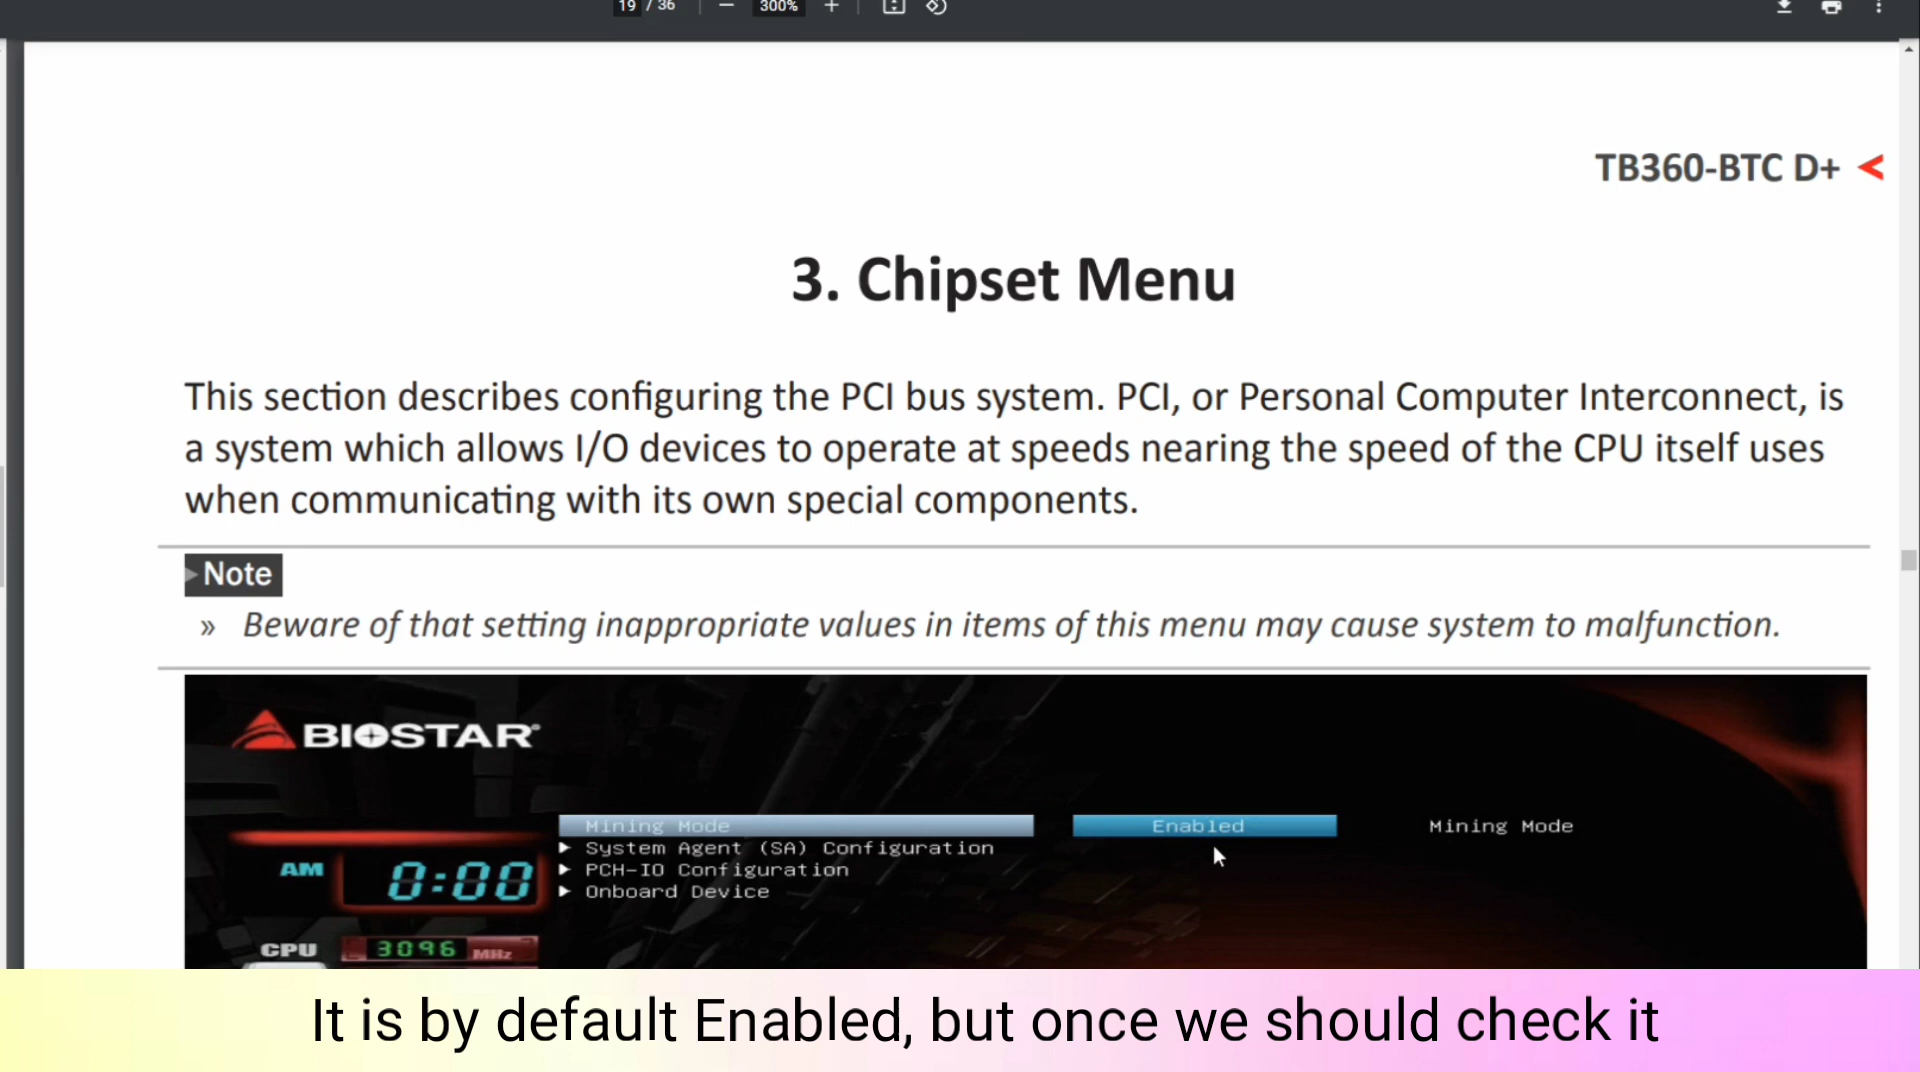 19 / 36 — 300% +
TB360-BTC D+ <
3. Chipset Menu
This section describes configuring the PCI bus system. PCI, or Personal Computer Interconnect, is
a system which allows I/O devices to operate at speeds nearing the speed of the CPU itself uses
when communicating with its own special components.
Note
» Beware of that setting inappropriate values in items of this menu may cause system to malfunction.
BIOSTAR
Mining Mode Enabled Mining Mode
System Agent (SA) Configuration
PCH-IO Configuration
Onboard Device
AM 0:00
CPU 3096 MHz
It is by default Enabled, but once we should check it